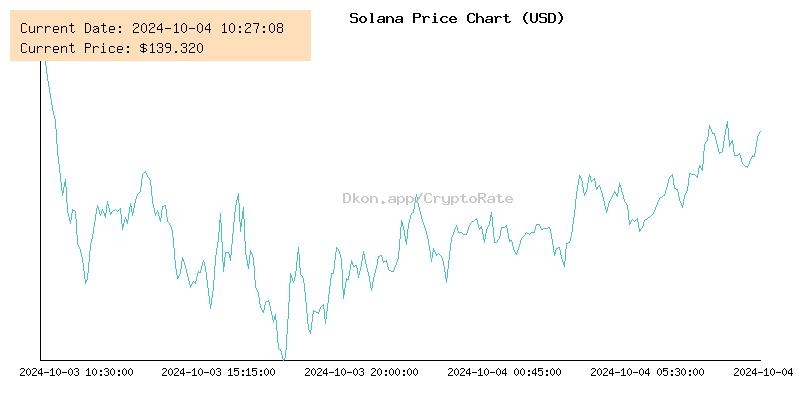 Solana Price Chart (USD)
Current Date: 2024-10-04 10:27:08
Current Price: $139.320
Dkon.app/CryptoRate
2024-10-03 10:30:00 2024-10-03 15:15:00 2024-10-03 20:00:00 2024-10-04 00:45:00 2024-10-04 05:30:00 2024-10-04